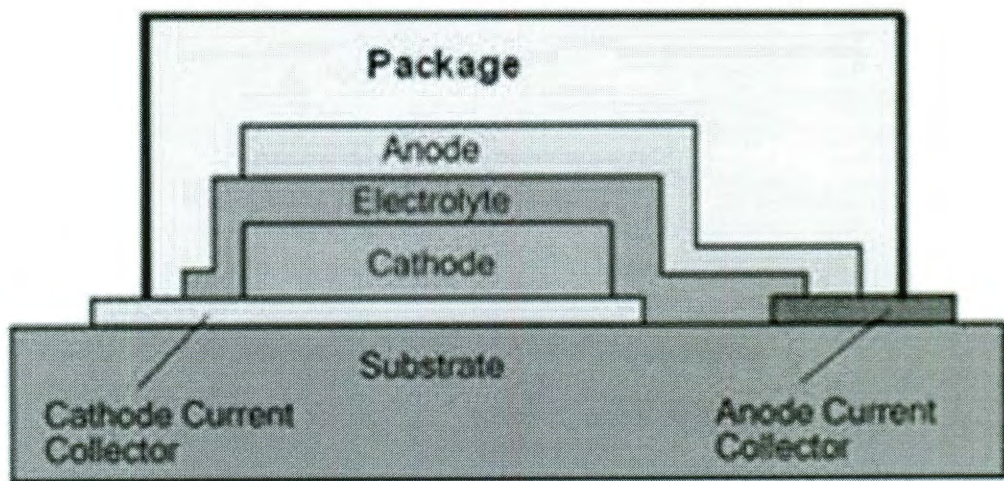 Package
Anode
Electrolyte
Cathode
Substrate
Cathode Current
Collector
Anode Current
Collector